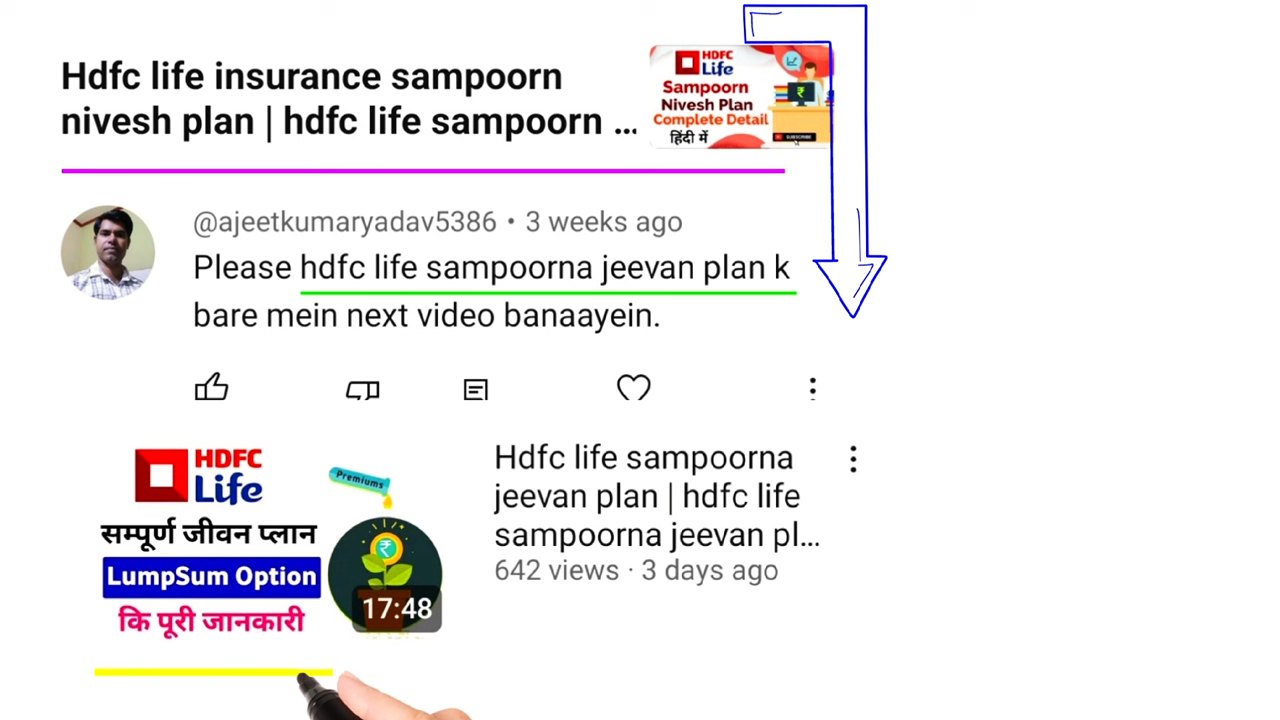 Hdfc life insurance sampoorn
nivesh plan | hdfc life sampoorn ...
HDFC
Life
Sampoorn
Nivesh Plan
Complete Detail
हिंदी में
SUBSCRIBE
@ajeetkumaryadav5386 • 3 weeks ago
Please hdfc life sampoorna jeevan plan k
bare mein next video banaayein.
HDFC
Life
Premiums
सम्पूर्ण जीवन प्लान
LumpSum Option
कि पूरी जानकारी
17:48
Hdfc life sampoorna
jeevan plan | hdfc life
sampoorna jeevan pl...
642 views · 3 days ago